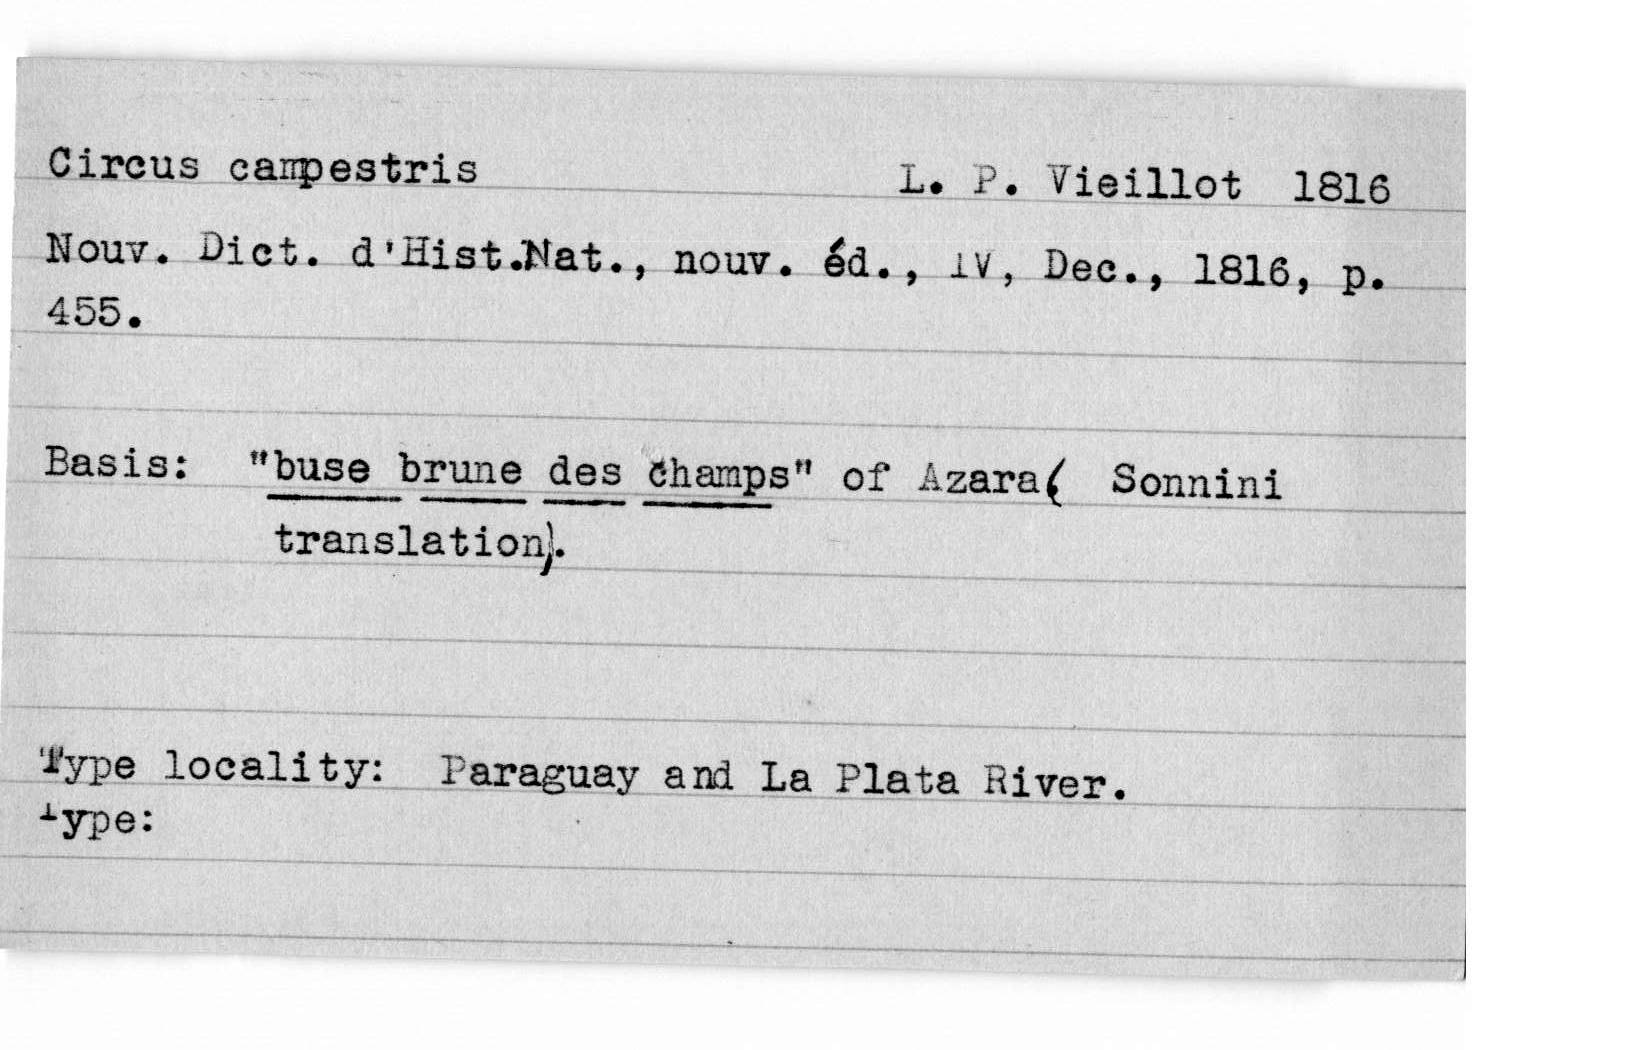 Circus campestris L. P. Vieillot 1816
Nouv. Dict. d'Hist.Nat., nouv. éd., IV, Dec., 1816, p.
455.
Basis: "buse brune des champs" of Azara( Sonnini
translation).
Type locality: Paraguay and La Plata River.
Type: